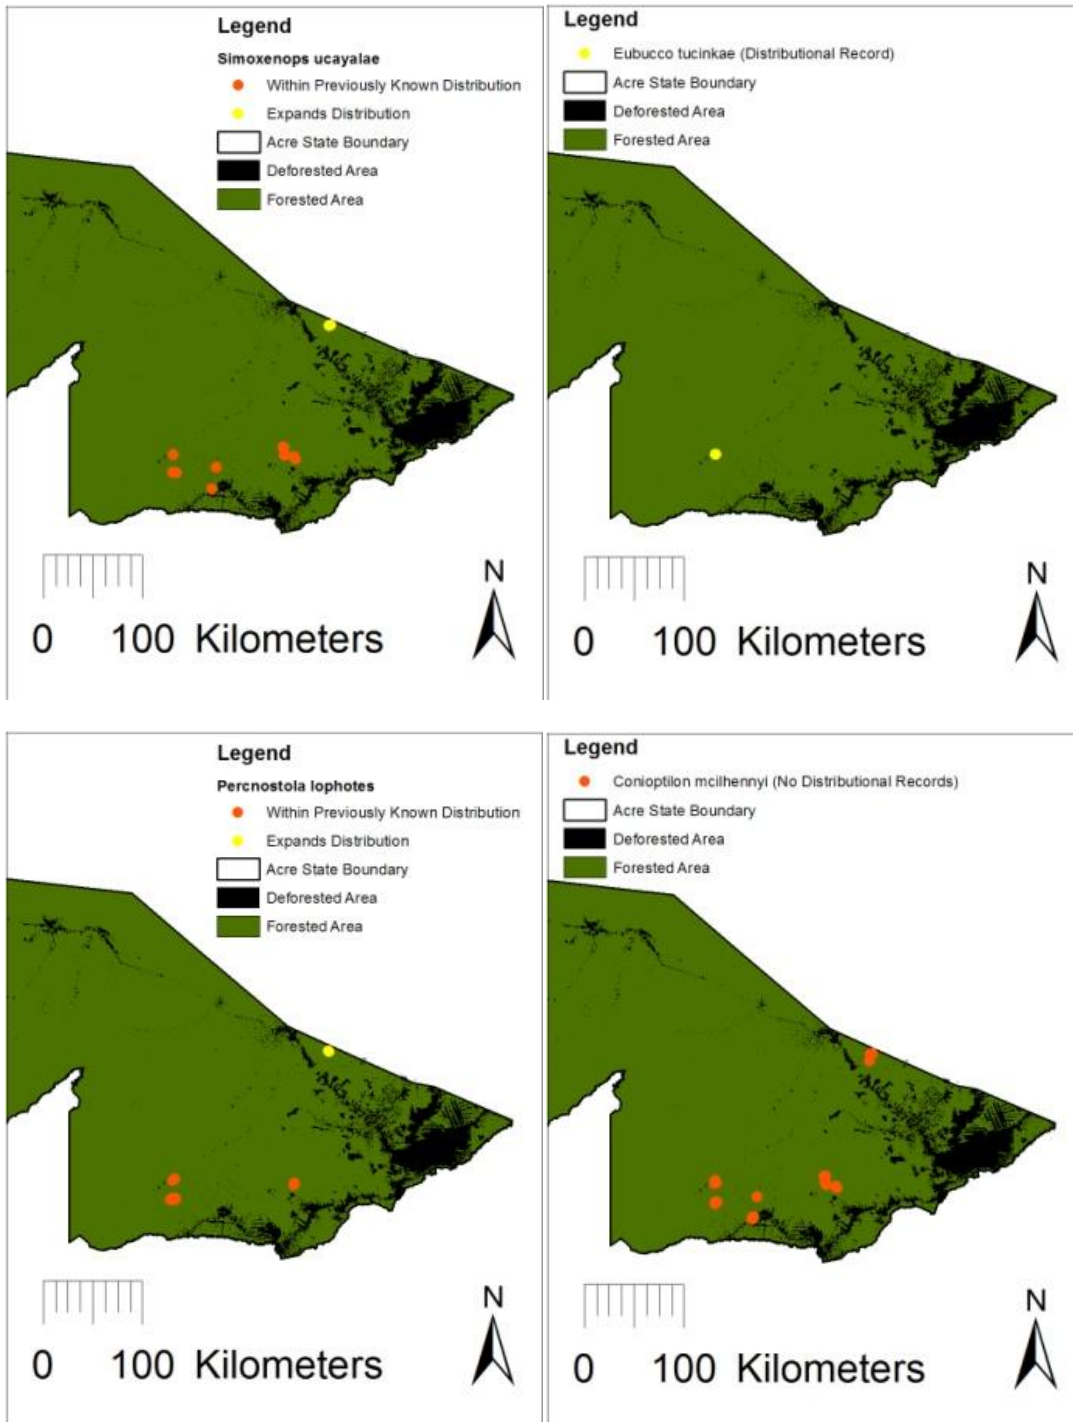 Legend
Simoxenops ucayalae
Within Previously Known Distribution
Expands Distribution
Acre State Boundary
Deforested Area
Forested Area
N
0 100 Kilometers
Legend
Eubucco tucinkae (Distributional Record)
Acre State Boundary
Deforested Area
Forested Area
N
0 100 Kilometers
Legend
Percnostola lophotes
Within Previously Known Distribution
Expands Distribution
Acre State Boundary
Deforested Area
Forested Area
N
0 100 Kilometers
Legend
Conioptilon mcilhennyi (No Distributional Records)
Acre State Boundary
Deforested Area
Forested Area
N
0 100 Kilometers